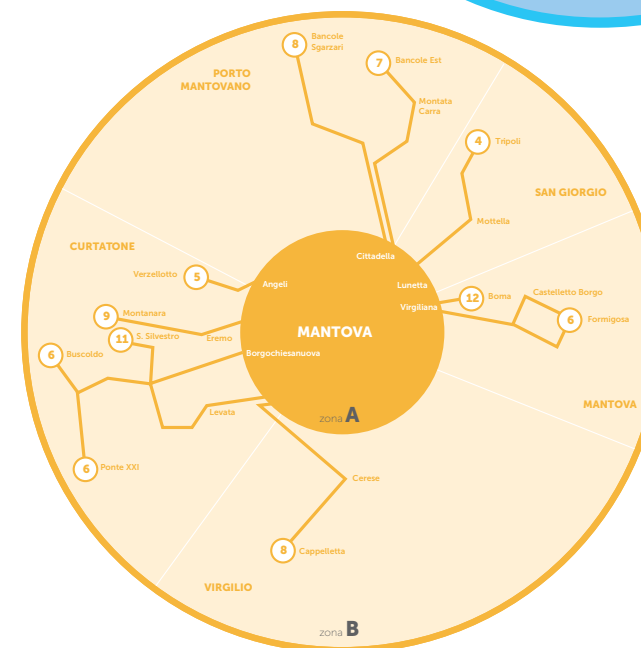 8
Bancole
Sgarzari
7
Bancole Est
PORTO
MANTOVANO
Montata
Carra
4
Tripoli
SAN GIORGIO
Mottella
CURTATONE
Cittadella
Verzellotto
5
Angeli
Lunetta
12
Boma
Castelletto Borgo
Virgiliana
9
Montanara
6
Formigosa
MANTOVA
11
S. Silvestro
Eremo
6
Buscoldo
Borgochiesanuova
MANTOVA
Levata
zona A
6
Ponte XXI
Cerese
8
Cappelletta
VIRGILIO
zona B